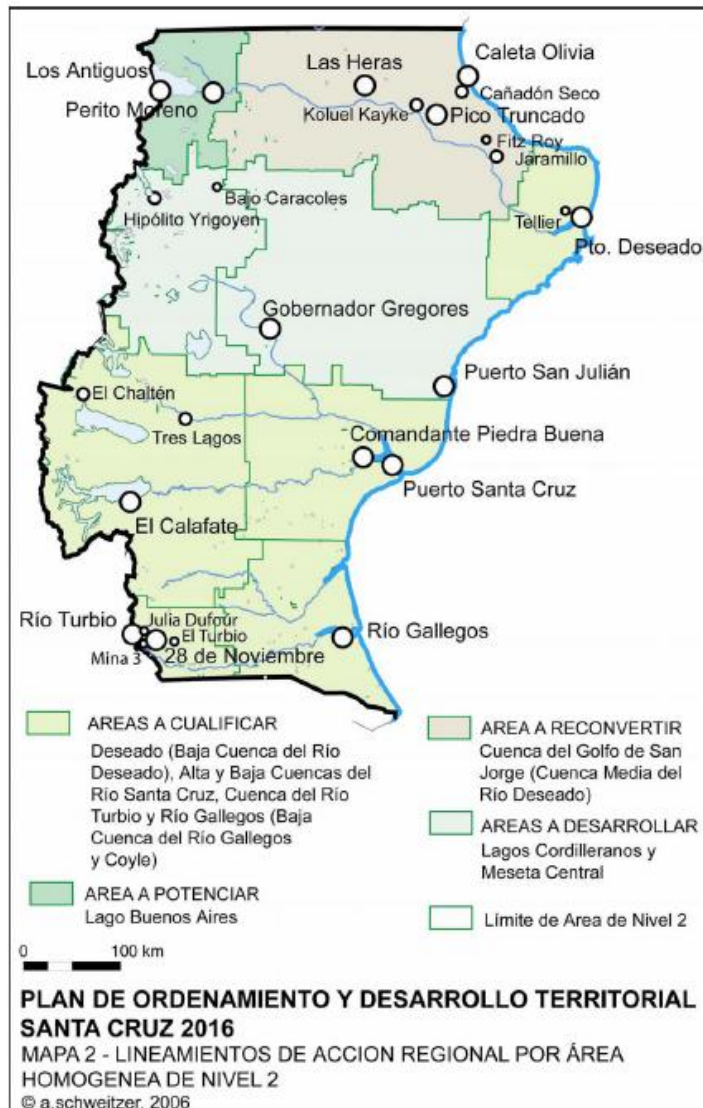 Caleta Olivia
Las Heras
Los Antiguos
Cañadón Seco
Perito Moreno
Koluel Kayke
Pico Truncado
Fitz Roy
Jaramillo
Bajo Caracoles
Hipólito Yrigoyen
Tellier
Pto. Deseado
Gobernador Gregores
Puerto San Julián
El Chaltén
Tres Lagos
Comandante Piedra Buena
Puerto Santa Cruz
El Calafate
Río Turbio
Julia Dufour
El Turbio
Río Gallegos
Mina 3
28 de Noviembre
AREAS A CUALIFICAR
Deseado (Baja Cuenca del Río
Deseado), Alta y Baja Cuencas del
Río Santa Cruz, Cuenca del Río
Turbio y Río Gallegos (Baja
Cuenca del Río Gallegos
y Coyle)
AREA A POTENCIAR
Lago Buenos Aires
AREA A RECONVERTIR
Cuenca del Golfo de San
Jorge (Cuenca Media del
Río Deseado)
AREAS A DESARROLLAR
Lagos Cordilleranos y
Meseta Central
Límite de Area de Nivel 2
0 100 km
PLAN DE ORDENAMIENTO Y DESARROLLO TERRITORIAL
SANTA CRUZ 2016
MAPA 2 - LINEAMIENTOS DE ACCION REGIONAL POR ÁREA
HOMOGENEA DE NIVEL 2
© a.schweitzer, 2006